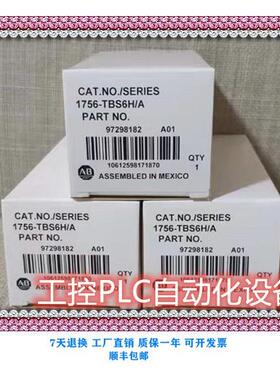 CAT.NO./SERIES
1756-TBS6H/A
PART NO.
97298182 A01
AB
10612598171870
QTY
1
ASSEMBLED IN MEXICO
CAT.NO./SERIES
1756-TBS6H/A
PART NO.
97298182 A01
AB
CAT.NO./SERIES
1756-TBS6H/A
PART NO.
97298182 A01
AB
QTY
工控PLC自动化设备
7天退换 工厂直销 质保一年 可开发票
顺丰包邮